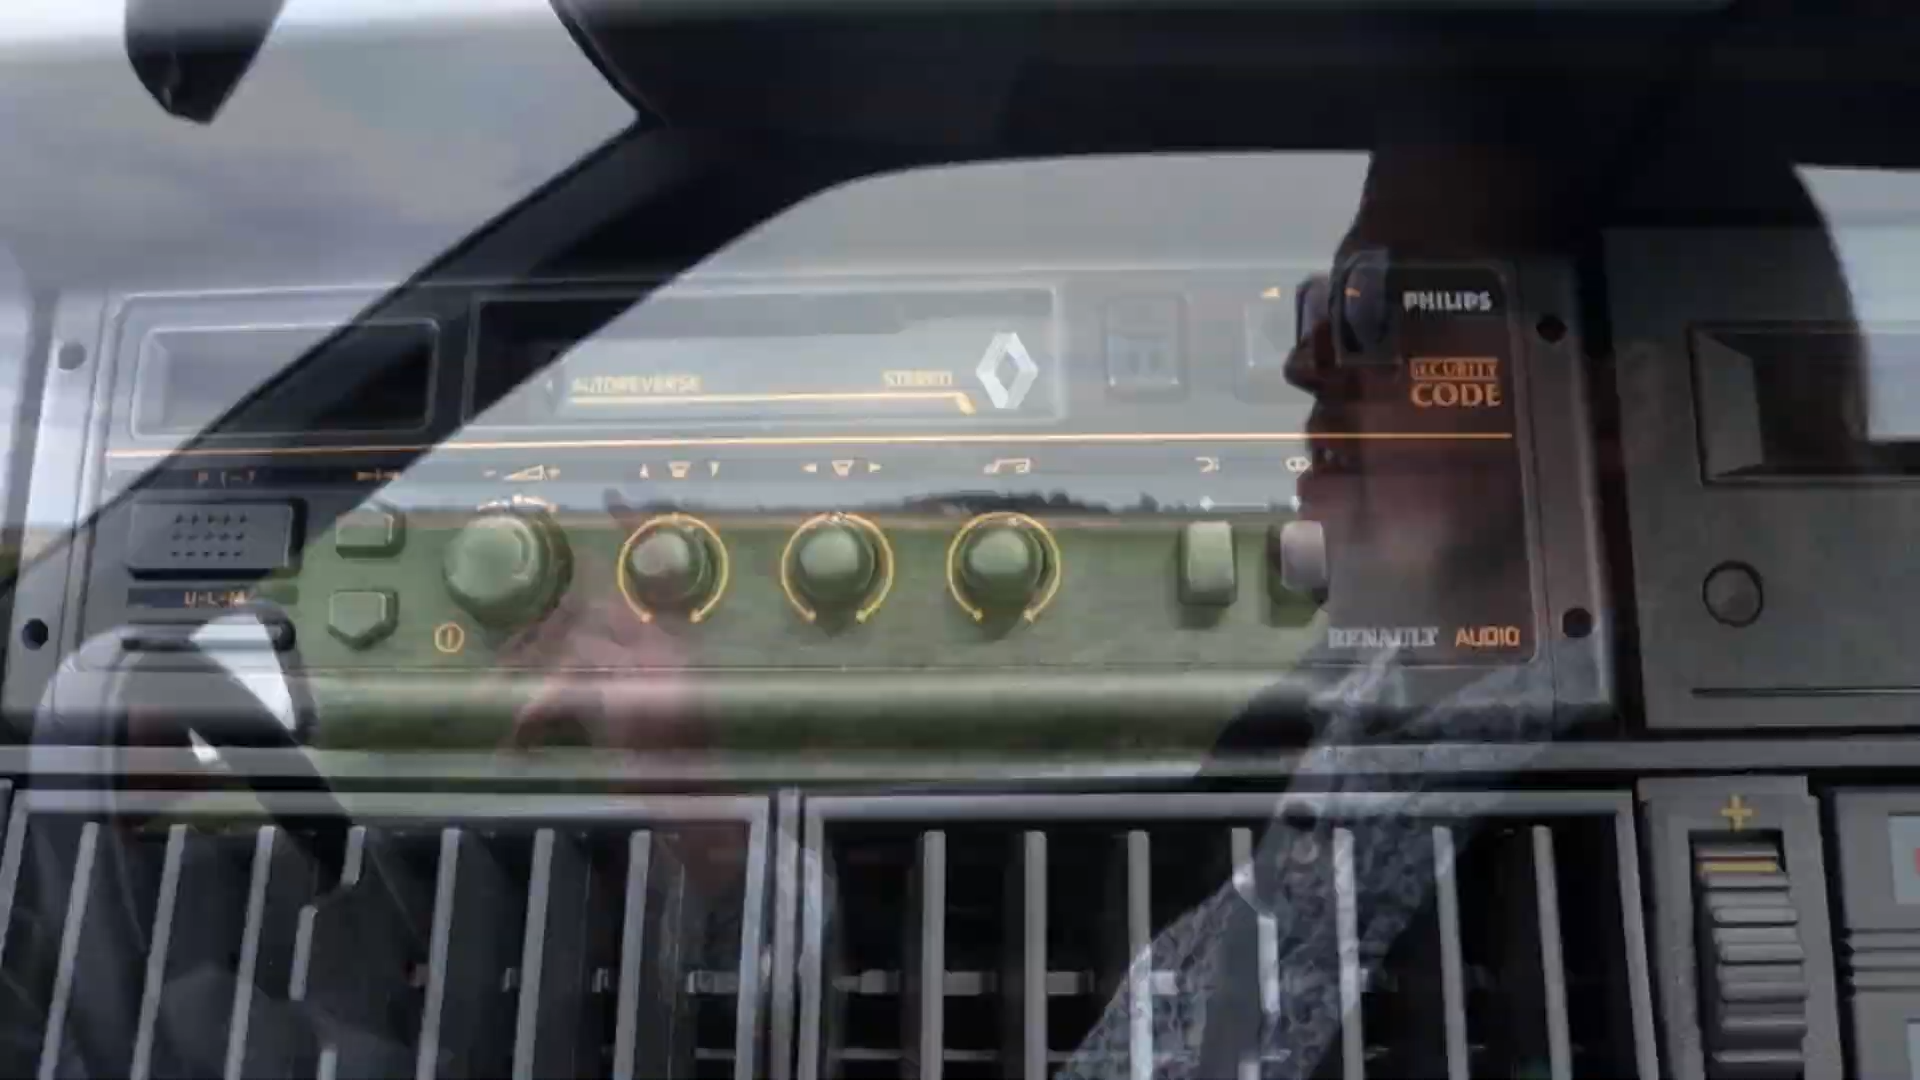 PHILIPS
SECURITY
CODE
AUTOREVERSE STEREO
U-L-M
RENAULT AUDIO
+